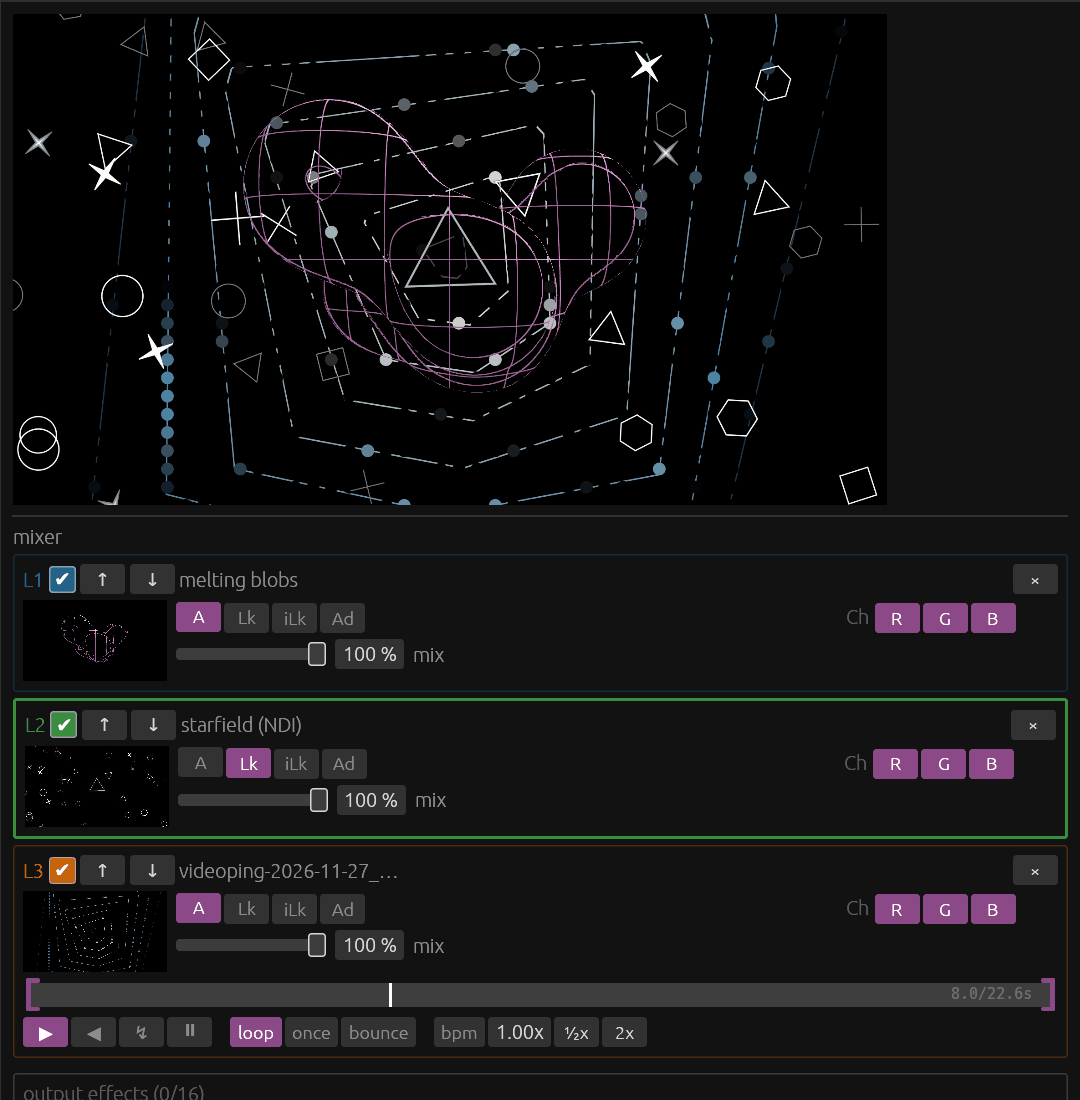 mixer
L1 ✔ ↑ ↓ melting blobs ×
A Lk iLk Ad Ch R G B
100 % mix
L2 ✔ ↑ ↓ starfield (NDI) ×
A Lk iLk Ad Ch R G B
100 % mix
L3 ✔ ↑ ↓ videoping-2026-11-27_… ×
A Lk iLk Ad Ch R G B
100 % mix
8.0/22.6s
loop once bounce bpm 1.00x ½x 2x
output effects (0/16)